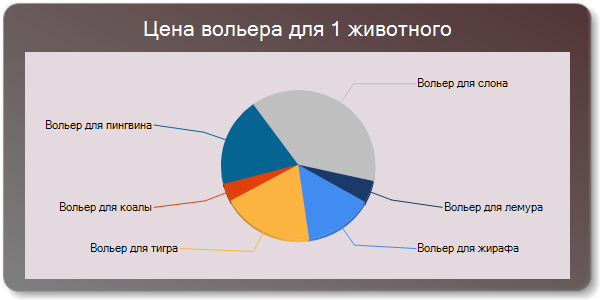 Цена вольера для 1 животного
Вольер для слона
Вольер для пингвина
Вольер для коалы
Вольер для лемура
Вольер для тигра
Вольер для жирафа